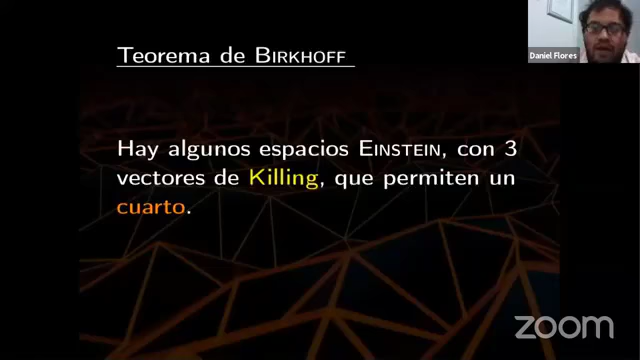 Teorema de BIRKHOFF
Hay algunos espacios EINSTEIN, con 3
vectores de Killing, que permiten un
cuarto.
Daniel Flores
zoom